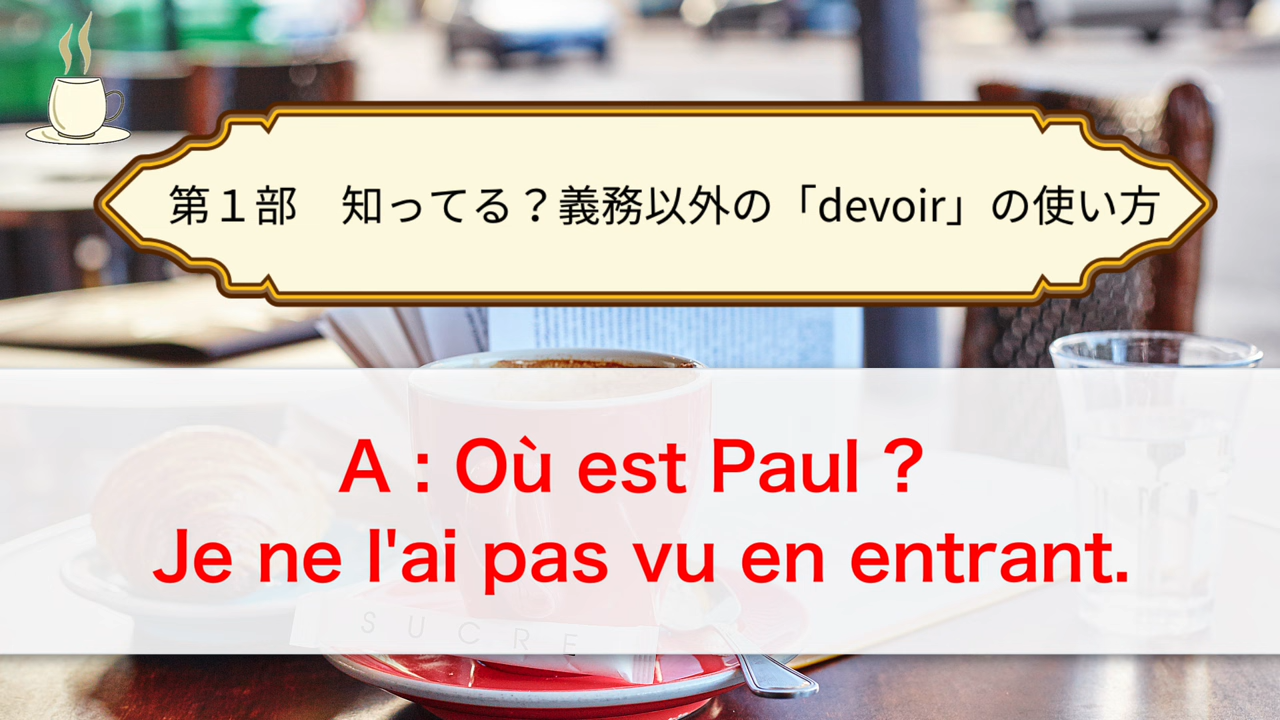 第１部　知ってる？義務以外の「devoir」の使い方
A : Où est Paul ?
Je ne l'ai pas vu en entrant.
SUCRE